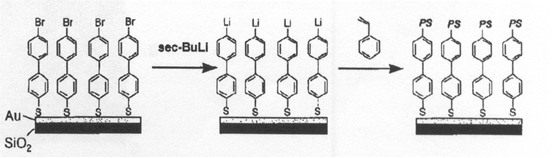 Br Br Br Br
Li Li Li Li
PS PS PS PS
sec-BuLi
S S S S
S S S S
S S S S
Au
SiO2